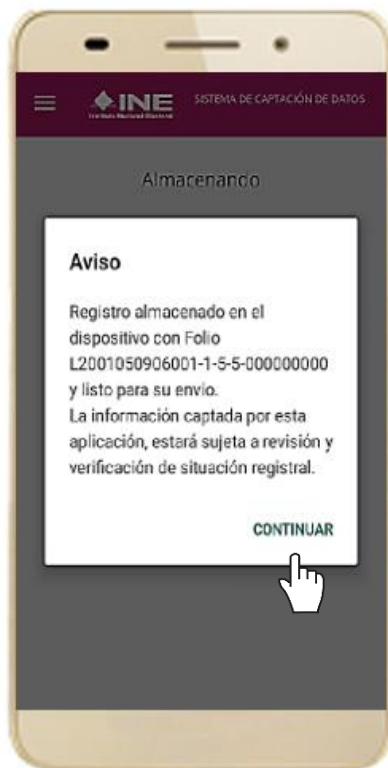 INE
Instituto Nacional Electoral
SISTEMA DE CAPTACIÓN DE DATOS
Almacenando
Aviso
Registro almacenado en el
dispositivo con Folio
L2001050906001-1-5-5-000000000
y listo para su envio.
La información captada por esta
aplicación, estará sujeta a revisión y
verificación de situación registral.
CONTINUAR